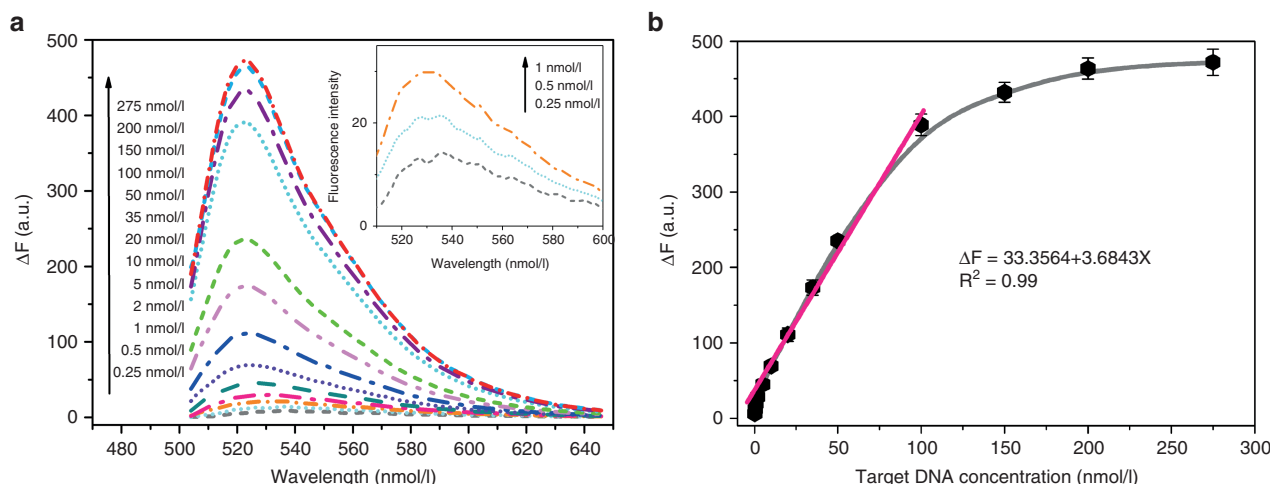 a
500
400
300
200
100
0
ΔF (a.u.)
275 nmol/l
200 nmol/l
150 nmol/l
100 nmol/l
50 nmol/l
35 nmol/l
20 nmol/l
10 nmol/l
5 nmol/l
2 nmol/l
1 nmol/l
0.5 nmol/l
0.25 nmol/l
480 500 520 540 560 580 600 620 640
Wavelength (nmol/l)
Fluorescence intensity
20
0
1 nmol/l
0.5 nmol/l
0.25 nmol/l
520 540 560 580 600
Wavelength (nmol/l)
b
500
400
300
200
100
0
ΔF (a.u.)
ΔF = 33.3564+3.6843X
R² = 0.99
0 50 100 150 200 250 300
Target DNA concentration (nmol/l)